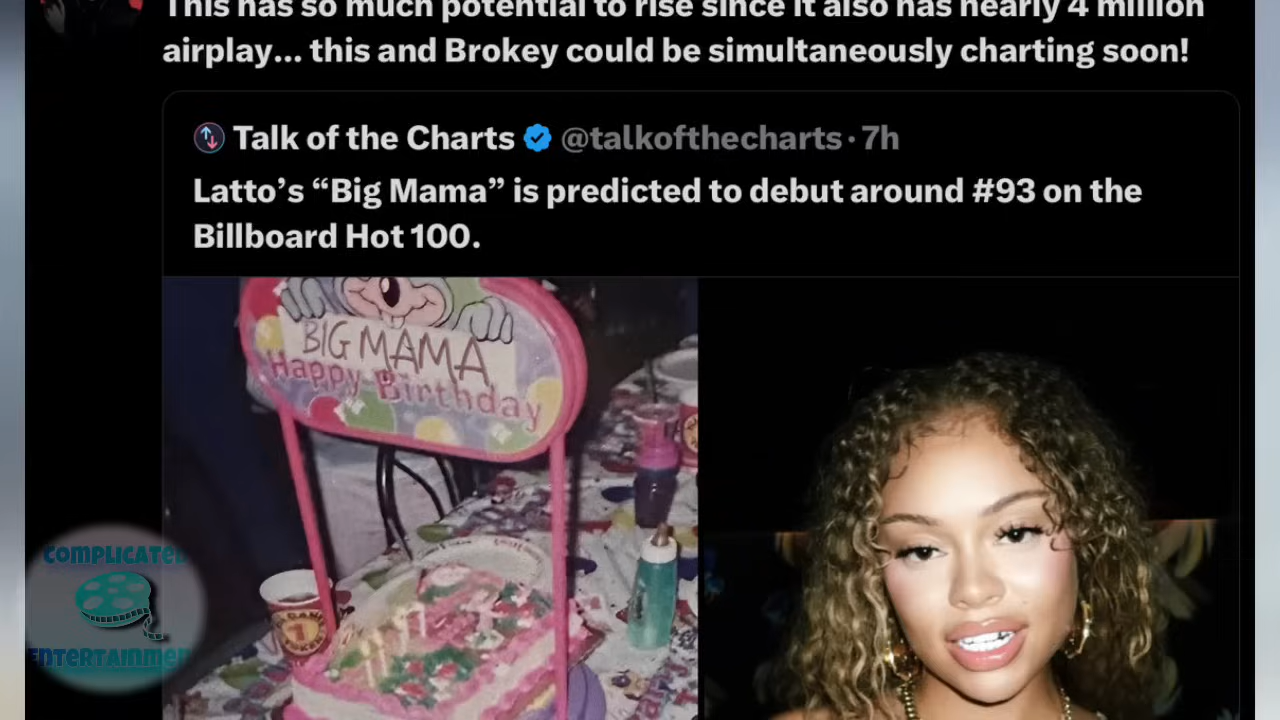 This has so much potential to rise since it also has nearly 4 million
airplay... this and Brokey could be simultaneously charting soon!
Talk of the Charts @talkofthecharts · 7h
Latto’s “Big Mama” is predicted to debut around #93 on the
Billboard Hot 100.
BIG MAMA
Happy Birthday
1
COMPLICATED
ENTERTAINMEN